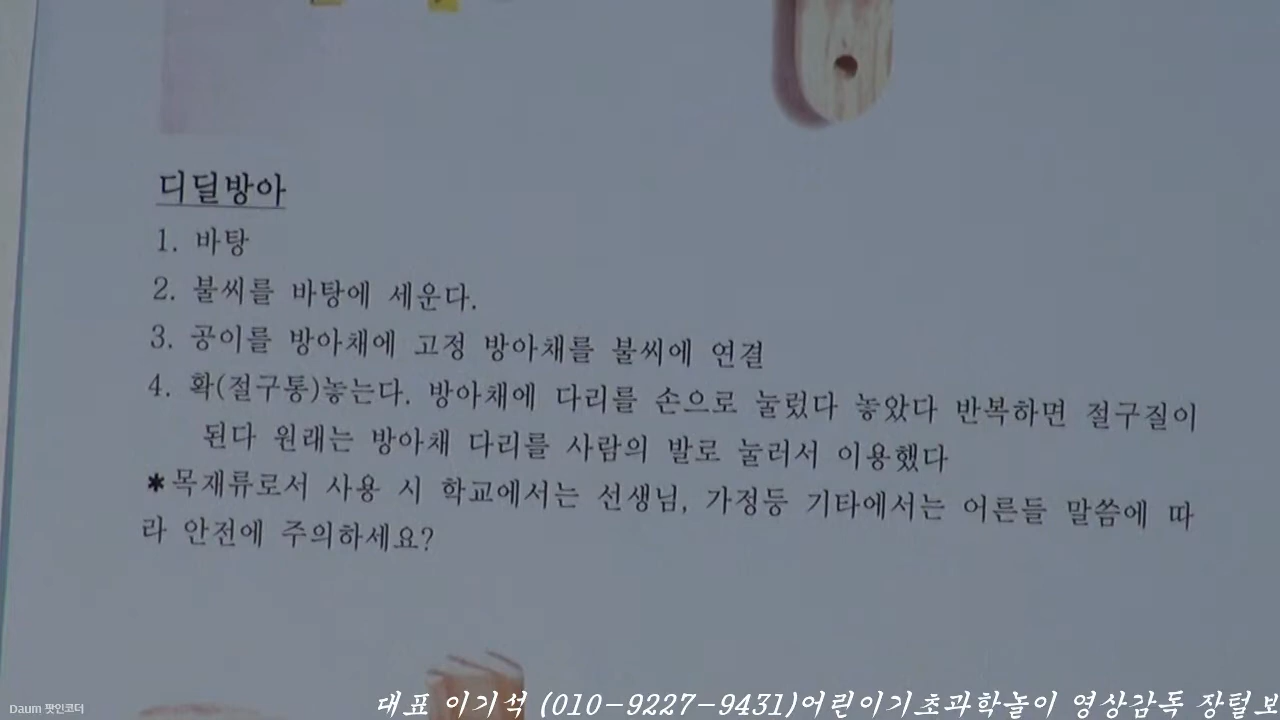 디딜방아
1. 바탕
2. 불씨를 바탕에 세운다.
3. 공이를 방아채에 고정 방아채를 불씨에 연결
4. 확(절구통)놓는다. 방아채에 다리를 손으로 눌렀다 놓았다 반복하면 절구질이
된다 원래는 방아채 다리를 사람의 발로 눌러서 이용했다
✱목재류로서 사용 시 학교에서는 선생님, 가정등 기타에서는 어른들 말씀에 따
라 안전에 주의하세요?
대표 이기석 (010-9227-9431)어린이기초과학놀이 영상감독 장털보
Daum 팟인코더